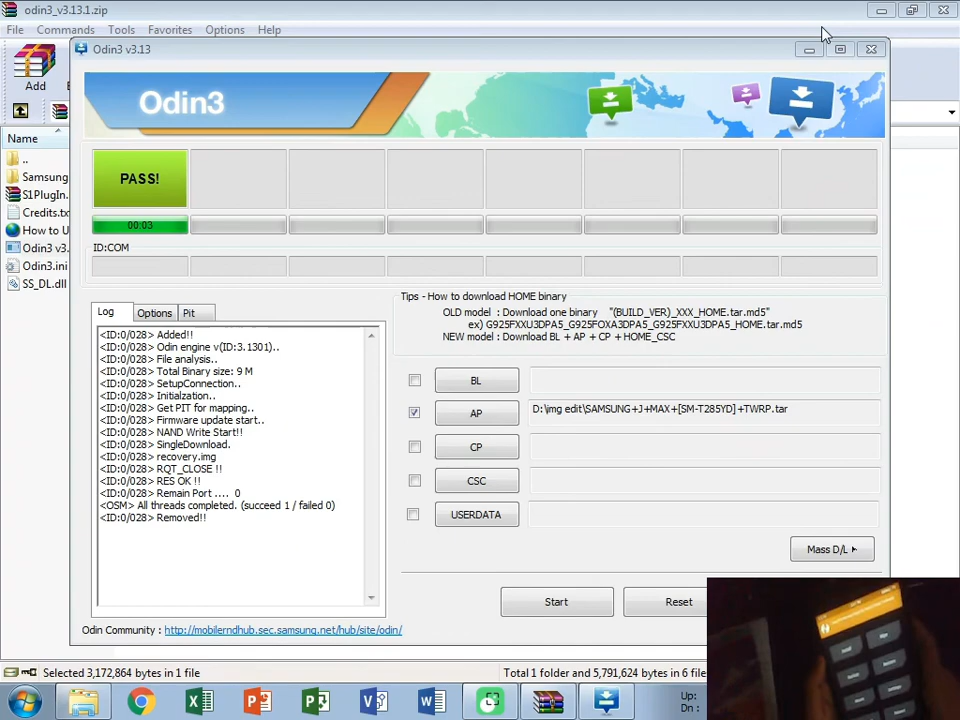 odin3_v3.13.1.zip
File Commands Tools Favorites Options Help
Odin3 v3.13
Add
Odin3
Name
..
Samsung
S1PlugIn.
Credits.tx
How to U
Odin3 v3.
Odin3.ini
SS_DL.dll
PASS!
00:03
ID:COM
Log Options Pit
<ID:0/028> Added!!
<ID:0/028> Odin engine v(ID:3.1301)..
<ID:0/028> File analysis..
<ID:0/028> Total Binary size: 9 M
<ID:0/028> SetupConnection..
<ID:0/028> Initialzation..
<ID:0/028> Get PIT for mapping..
<ID:0/028> Firmware update start..
<ID:0/028> NAND Write Start!!
<ID:0/028> SingleDownload.
<ID:0/028> recovery.img
<ID:0/028> RQT_CLOSE !!
<ID:0/028> RES OK !!
<ID:0/028> Remain Port .... 0
<OSM> All threads completed. (succeed 1 / failed 0)
<ID:0/028> Removed!!
Tips - How to download HOME binary
OLD model : Download one binary "(BUILD_VER)_XXX_HOME.tar.md5"
ex) G925FXXU3DPA5_G925FOXA3DPA5_G925FXXU3DPA5_HOME.tar.md5
NEW model : Download BL + AP + CP + HOME_CSC
BL
AP D:\img edit\SAMSUNG+J+MAX+[SM-T285YD]+TWRP.tar
CP
CSC
USERDATA
Mass D/L
Start Reset
Odin Community : http://mobilerndhub.sec.samsung.net/hub/site/odin/
Selected 3,172,864 bytes in 1 file Total 1 folder and 5,791,624 bytes in 6 file
Up:
Dn :